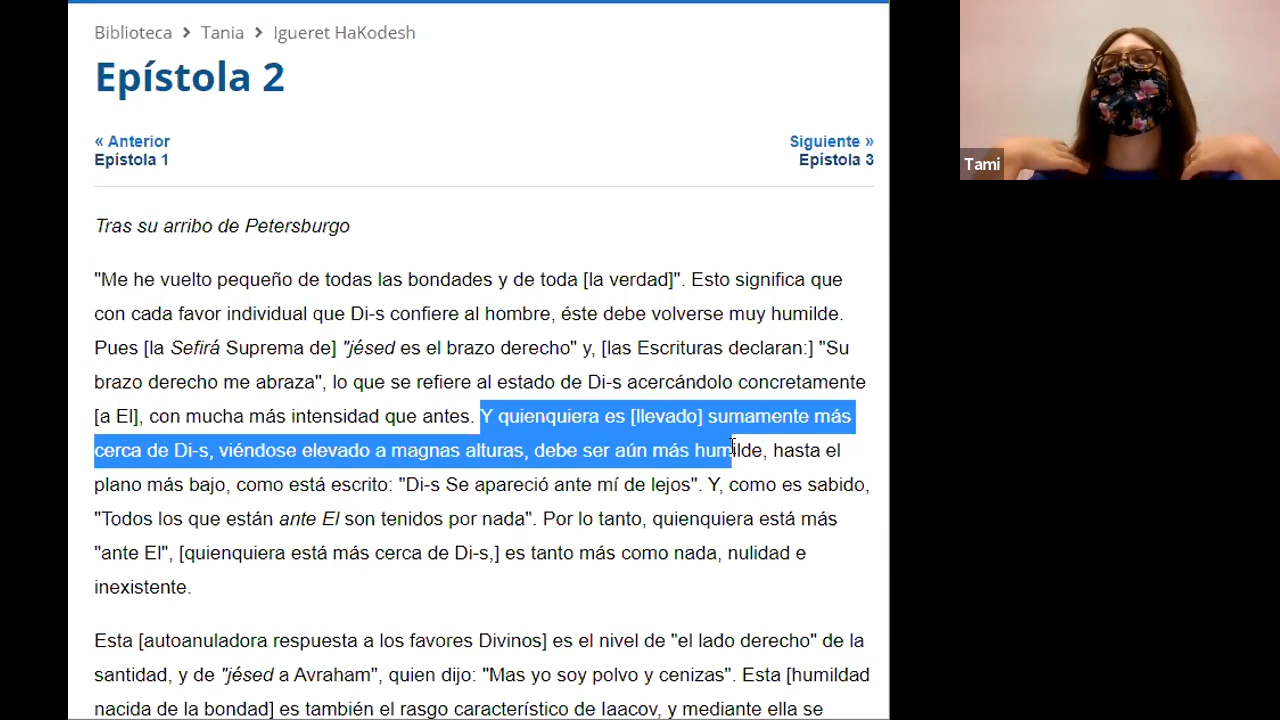 Biblioteca > Tania > Igueret HaKodesh
Epístola 2
« Anterior
Epístola 1
Siguiente »
Epístola 3
Tras su arribo de Petersburgo
"Me he vuelto pequeño de todas las bondades y de toda [la verdad]". Esto significa que
con cada favor individual que Di-s confiere al hombre, éste debe volverse muy humilde.
Pues [la Sefirá Suprema de] "jésed es el brazo derecho" y, [las Escrituras declaran:] "Su
brazo derecho me abraza", lo que se refiere al estado de Di-s acercándolo concretamente
[a El], con mucha más intensidad que antes. Y quienquiera es [llevado] sumamente más
cerca de Di-s, viéndose elevado a magnas alturas, debe ser aún más humilde, hasta el
plano más bajo, como está escrito: "Di-s Se apareció ante mí de lejos". Y, como es sabido,
"Todos los que están ante El son tenidos por nada". Por lo tanto, quienquiera está más
"ante El", [quienquiera está más cerca de Di-s,] es tanto más como nada, nulidad e
inexistente.
Esta [autoanuladora respuesta a los favores Divinos] es el nivel de "el lado derecho" de la
santidad, y de "jésed a Avraham", quien dijo: "Mas yo soy polvo y cenizas". Esta [humildad
nacida de la bondad] es también el rasgo característico de Iaacov, y mediante ella se
Tami